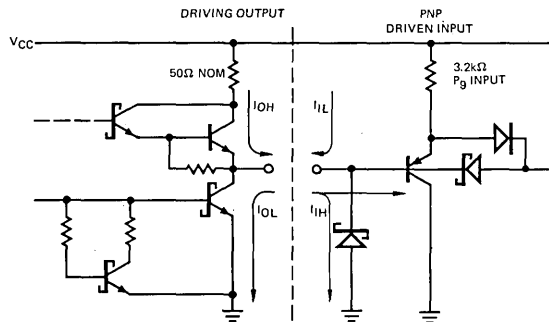 DRIVING OUTPUT
PNP
DRIVEN INPUT
VCC
50Ω NOM
3.2kΩ
P9 INPUT
IOH
IIL
IOL
IIH